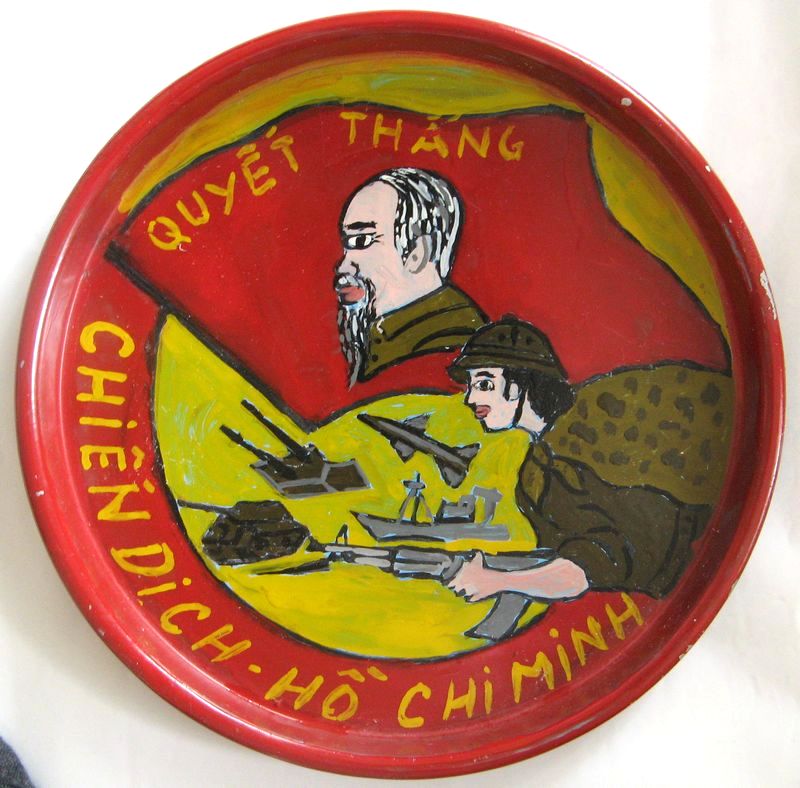 QUYẾT THẮNG
CHIẾN DỊCH - HỒ CHÍ MINH